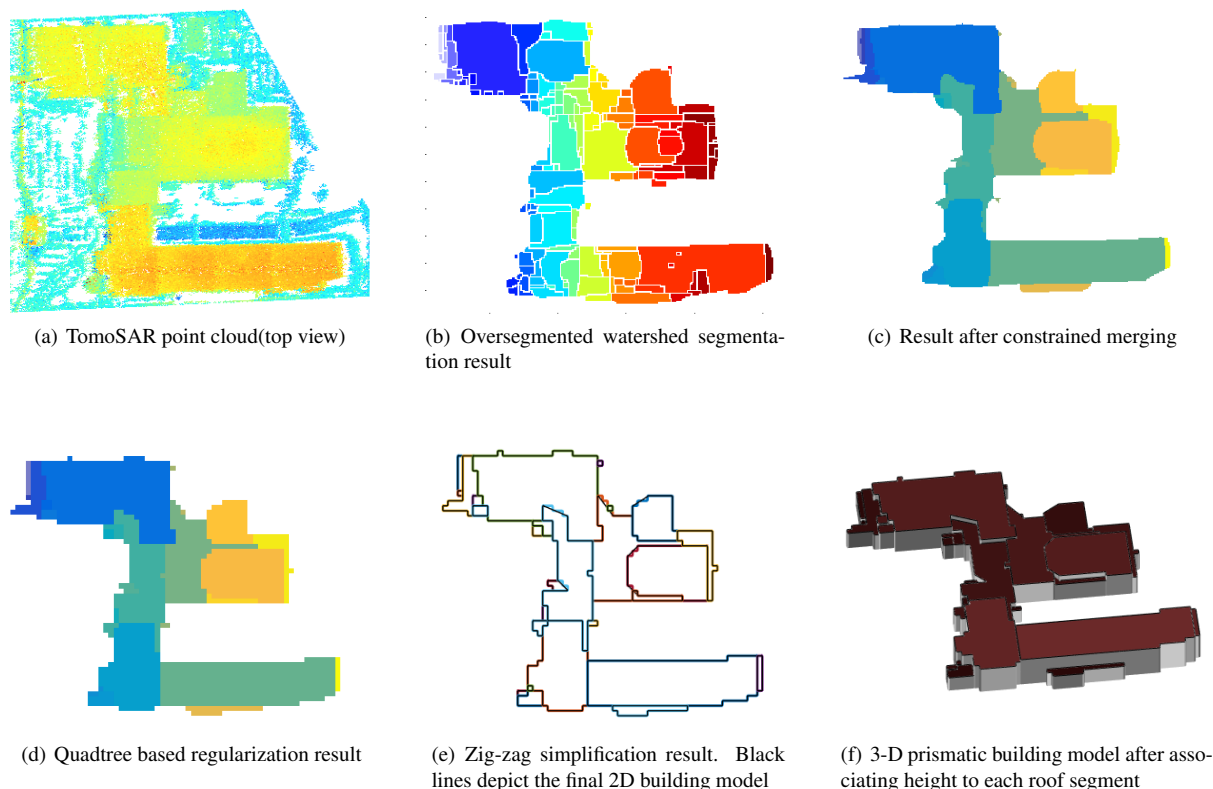 (a) TomoSAR point cloud(top view)
(b) Oversegmented watershed segmenta-
tion result
(c) Result after constrained merging
(d) Quadtree based regularization result
(e) Zig-zag simplification result. Black
lines depict the final 2D building model
(f) 3-D prismatic building model after asso-
ciating height to each roof segment